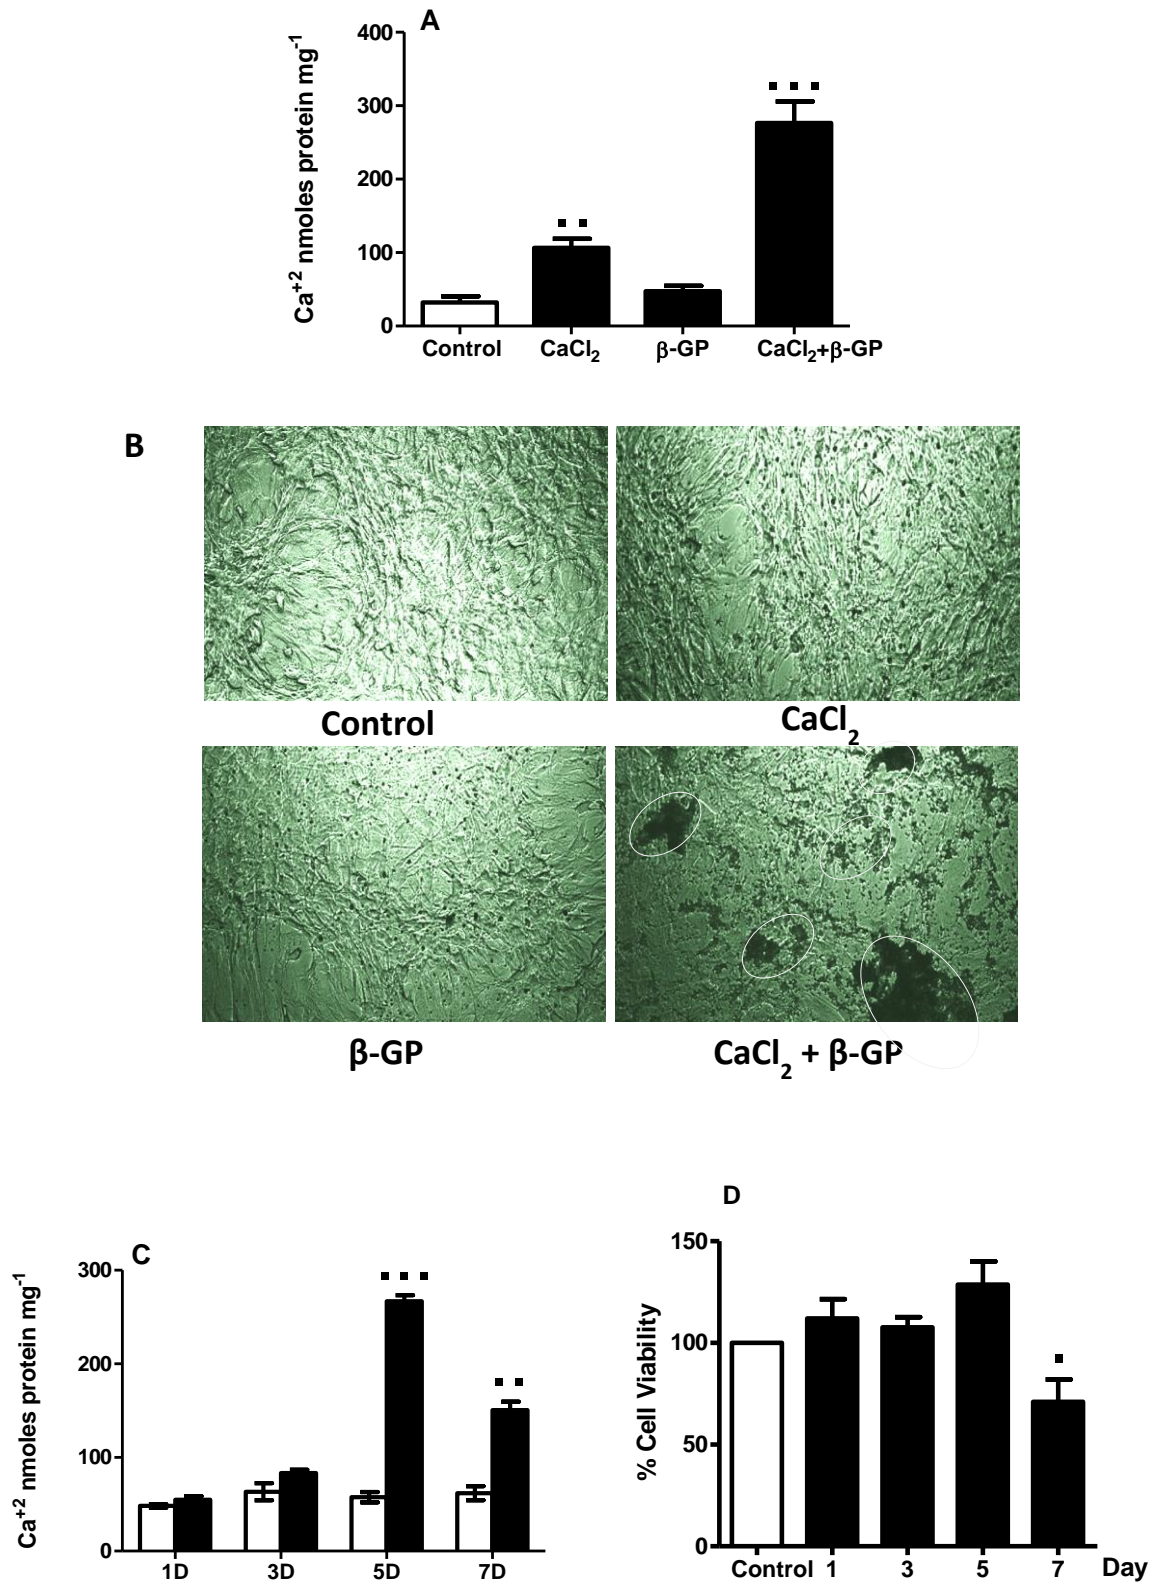 A
Ca⁺² nmoles protein mg⁻¹
400
300
200
100
0
Control CaCl₂ β-GP CaCl₂+β-GP
B
Control CaCl₂
β-GP CaCl₂ + β-GP
C
Ca⁺² nmoles protein mg⁻¹
300
200
100
0
1D 3D 5D 7D
D
% Cell Viability
150
100
50
0
Control 1 3 5 7 Day